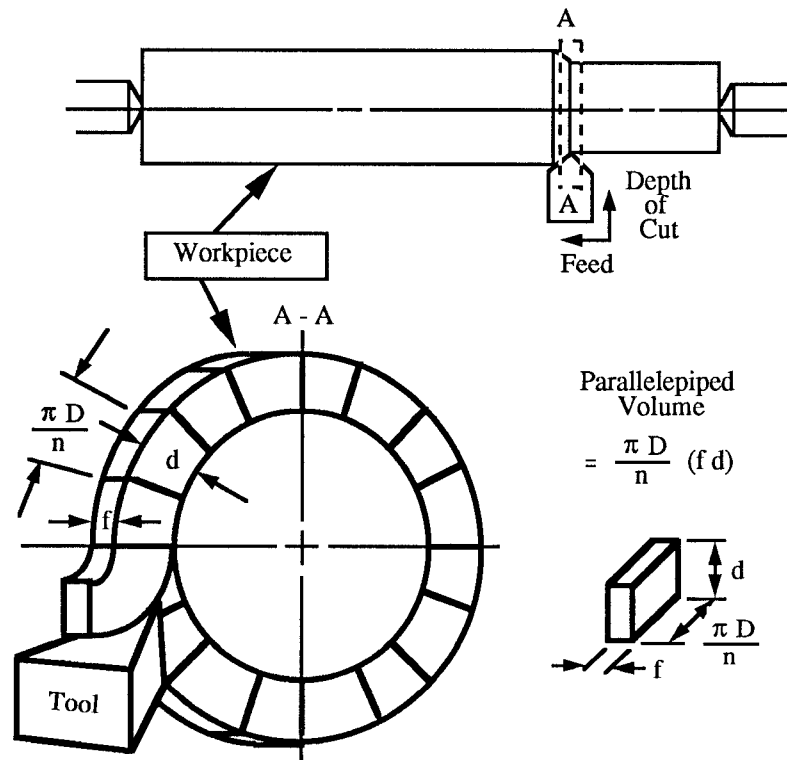 A
A
Depth
of
Cut
Feed
Workpiece
A - A
π D
n
d
f
Tool
Parallelepiped
Volume
= π D (f d)
n
d
π D
n
f